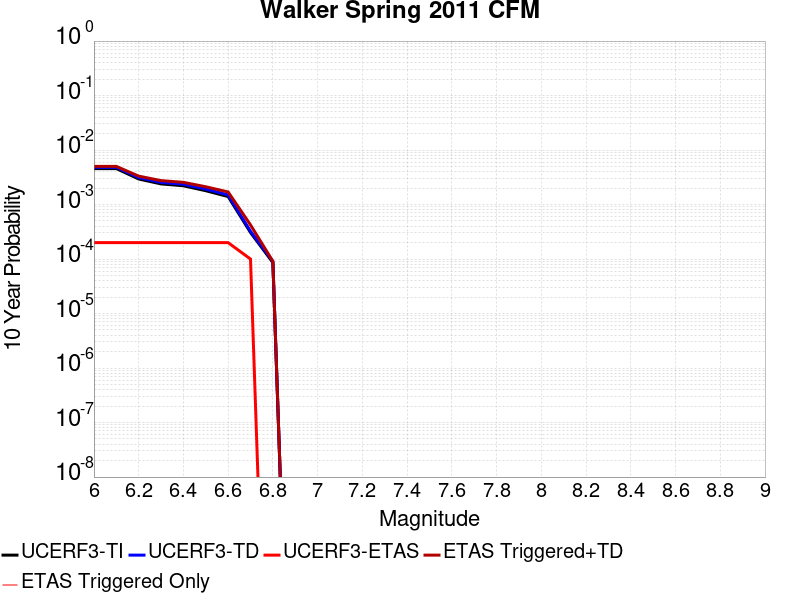 Walker Spring 2011 CFM
10 Year Probability
10^0
10^-1
10^-2
10^-3
10^-4
10^-5
10^-6
10^-7
10^-8
6 6.2 6.4 6.6 6.8 7 7.2 7.4 7.6 7.8 8 8.2 8.4 8.6 8.8 9
Magnitude
UCERF3-TI UCERF3-TD UCERF3-ETAS ETAS Triggered+TD
ETAS Triggered Only